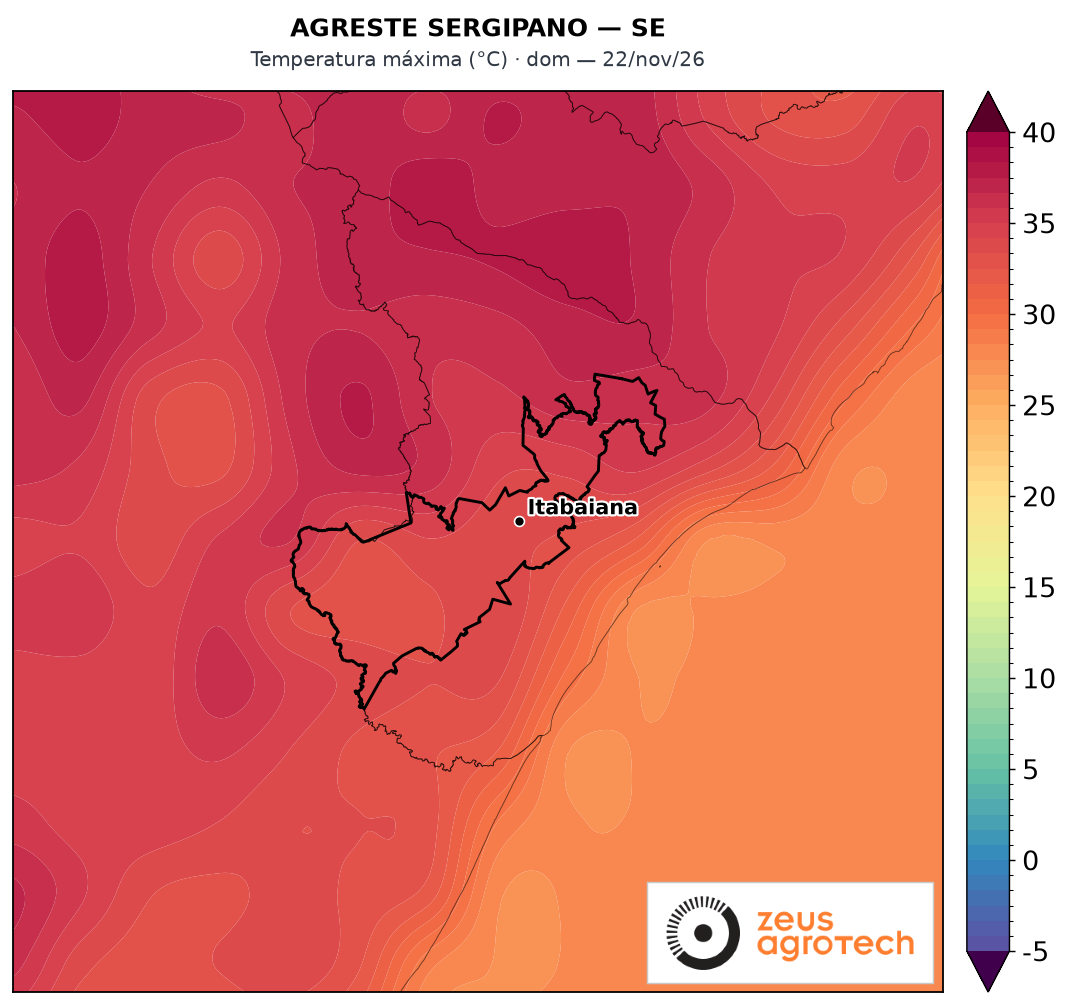 AGRESTE SERGIPANO — SE
Temperatura máxima (°C) · dom — 22/nov/26
40
35
30
25
20
15
10
5
0
-5
Itabaiana
zeus
agrotech